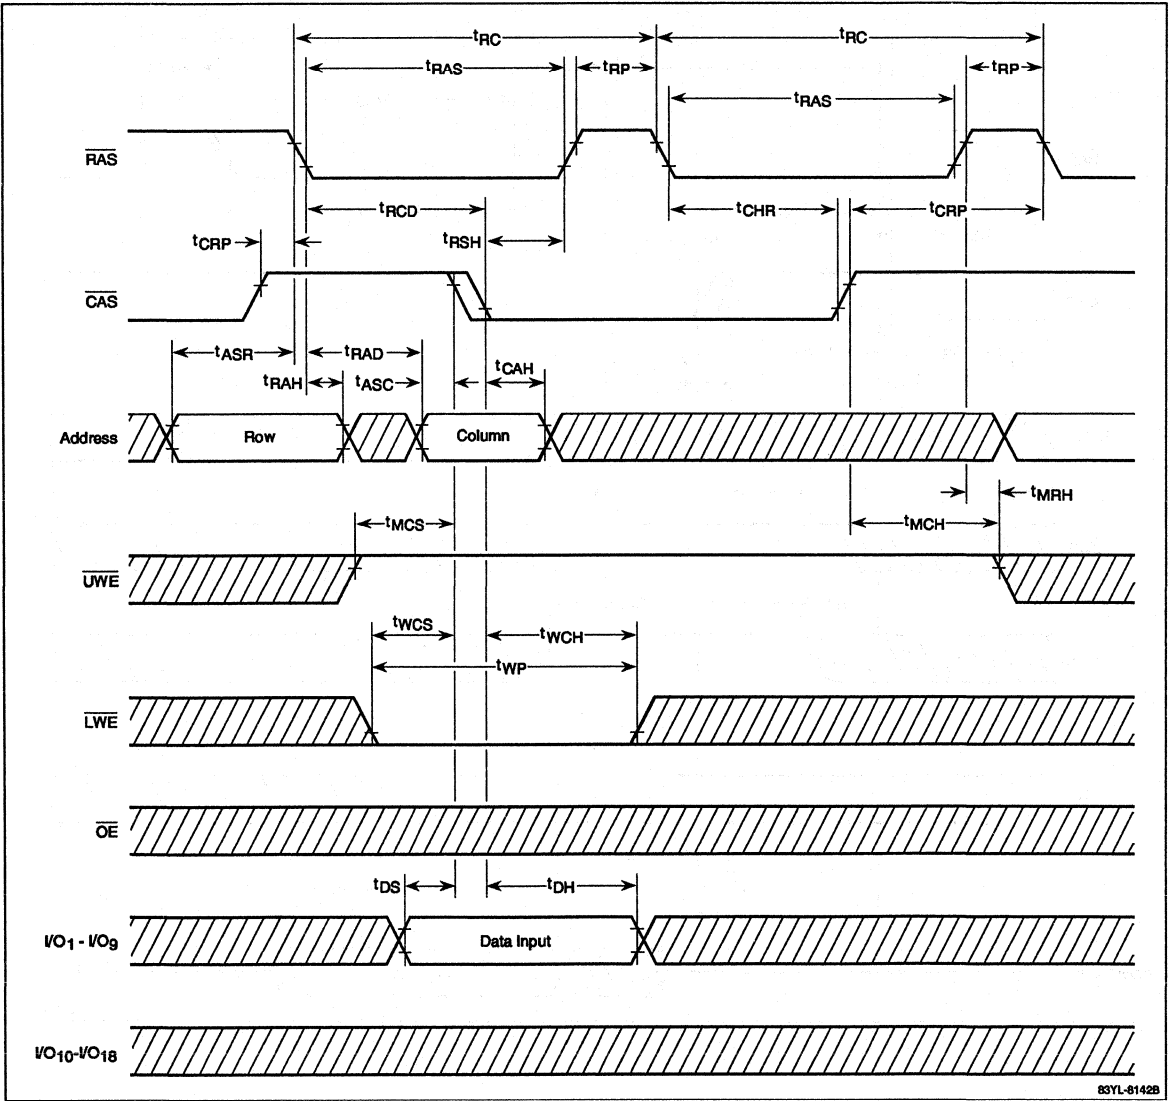 tRC tRC
tRAS tRP tRP
tRAS
RAS
tRCD tCHR tCRP
tCRP tRSH
CAS
tASR tRAD tCAH
tRAH tASC
Address Row Column
tMRH
tMCS tMCH
UWE
tWCS tWCH
tWP
LWE
OE
tDS tDH
I/O1 - I/O9 Data Input
I/O10-I/O18
83YL-8142B